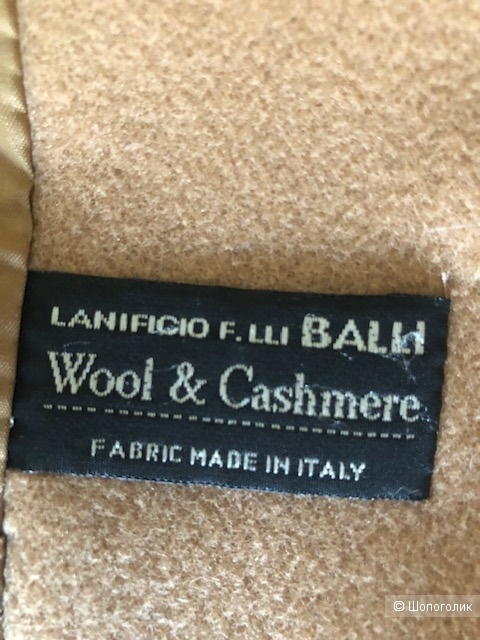 LANIFICIO F.LLI BALLI
Wool & Cashmere
FABRIC MADE IN ITALY
© Шопоголик